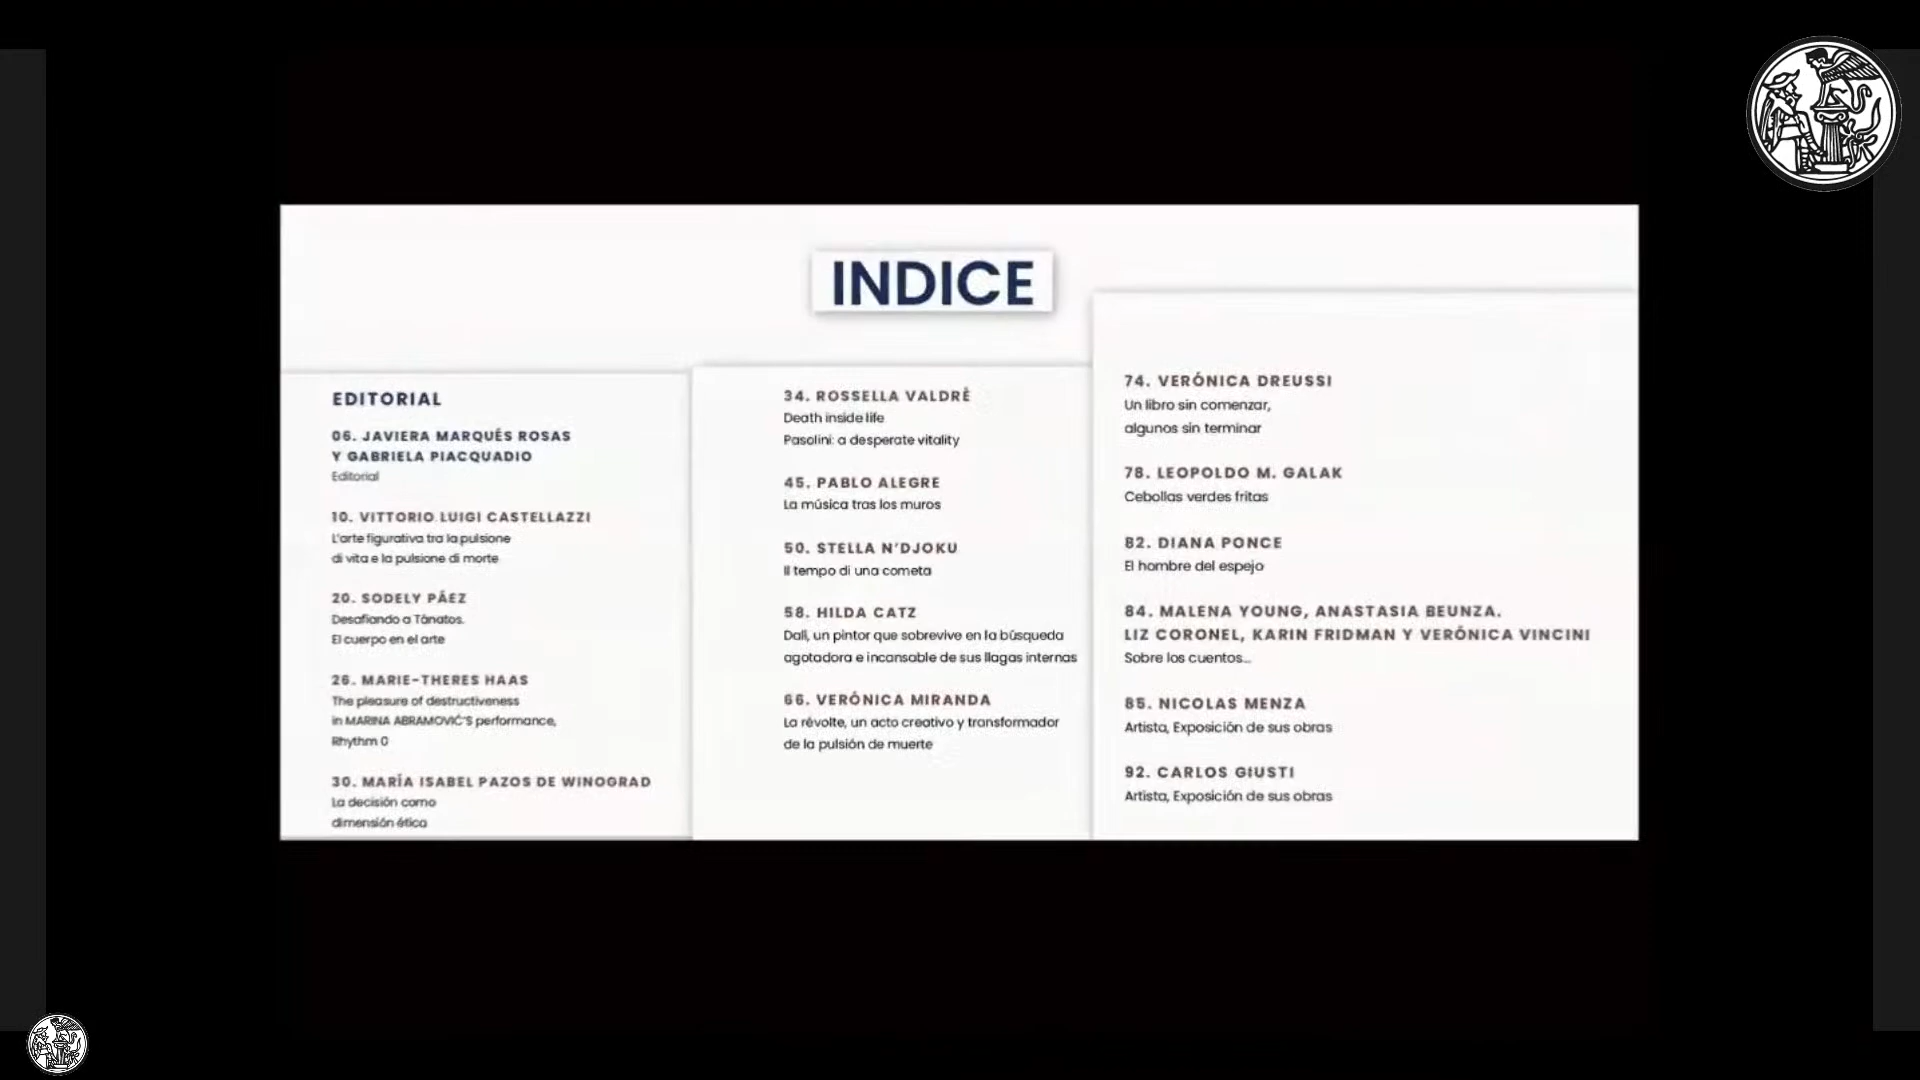 INDICE
EDITORIAL
06. JAVIERA MARQUÉS ROSAS
Y GABRIELA PIACQUADIO
Editorial
10. VITTORIO LUIGI CASTELLAZZI
L'arte figurativa tra la pulsione
di vita e la pulsione di morte
20. SODELY PÁEZ
Desafiando a Tánatos.
El cuerpo en el arte
26. MARIE-THERES HAAS
The pleasure of destructiveness
in MARINA ABRAMOVIĆ'S performance,
Rhythm 0
30. MARÍA ISABEL PAZOS DE WINOGRAD
La decisión como
dimensión ética
34. ROSSELLA VALDRÈ
Death inside life
Pasolini: a desperate vitality
45. PABLO ALEGRE
La música tras los muros
50. STELLA N'DJOKU
Il tempo di una cometa
58. HILDA CATZ
Dalí, un pintor que sobrevive en la búsqueda
agotadora e incansable de sus llagas internas
66. VERÓNICA MIRANDA
La révolte, un acto creativo y transformador
de la pulsión de muerte
74. VERÓNICA DREUSSI
Un libro sin comenzar,
algunos sin terminar
78. LEOPOLDO M. GALAK
Cebollas verdes fritas
82. DIANA PONCE
El hombre del espejo
84. MALENA YOUNG, ANASTASIA BEUNZA.
LIZ CORONEL, KARIN FRIDMAN Y VERÓNICA VINCINI
Sobre los cuentos...
85. NICOLAS MENZA
Artista, Exposición de sus obras
92. CARLOS GIUSTI
Artista, Exposición de sus obras